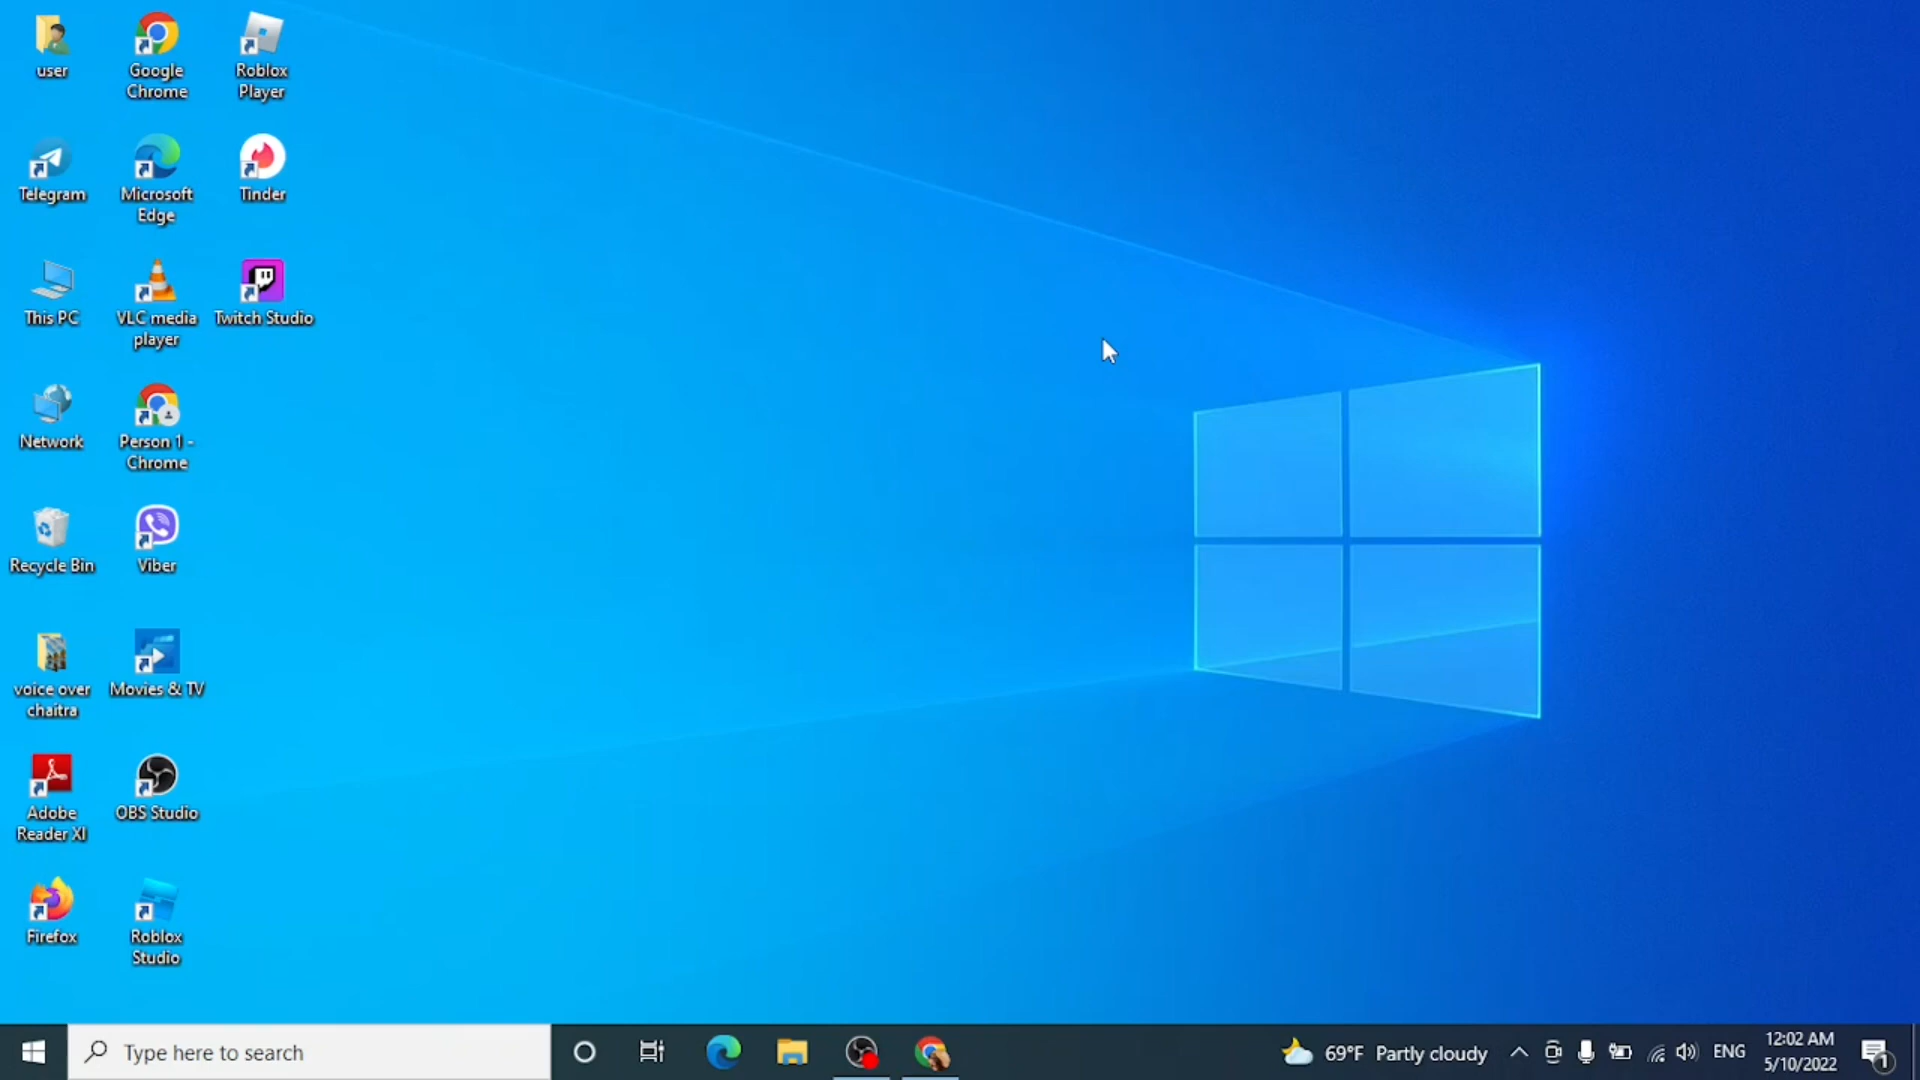 user
Google
Chrome
Roblox
Player
Telegram
Microsoft
Edge
Tinder
This PC
VLC media
player
Twitch Studio
Network
Person 1 -
Chrome
Recycle Bin
Viber
voice over
chaitra
Movies & TV
Adobe
Reader XI
OBS Studio
Firefox
Roblox
Studio
Type here to search
69°F Partly cloudy
ENG
12:02 AM
5/10/2022
1